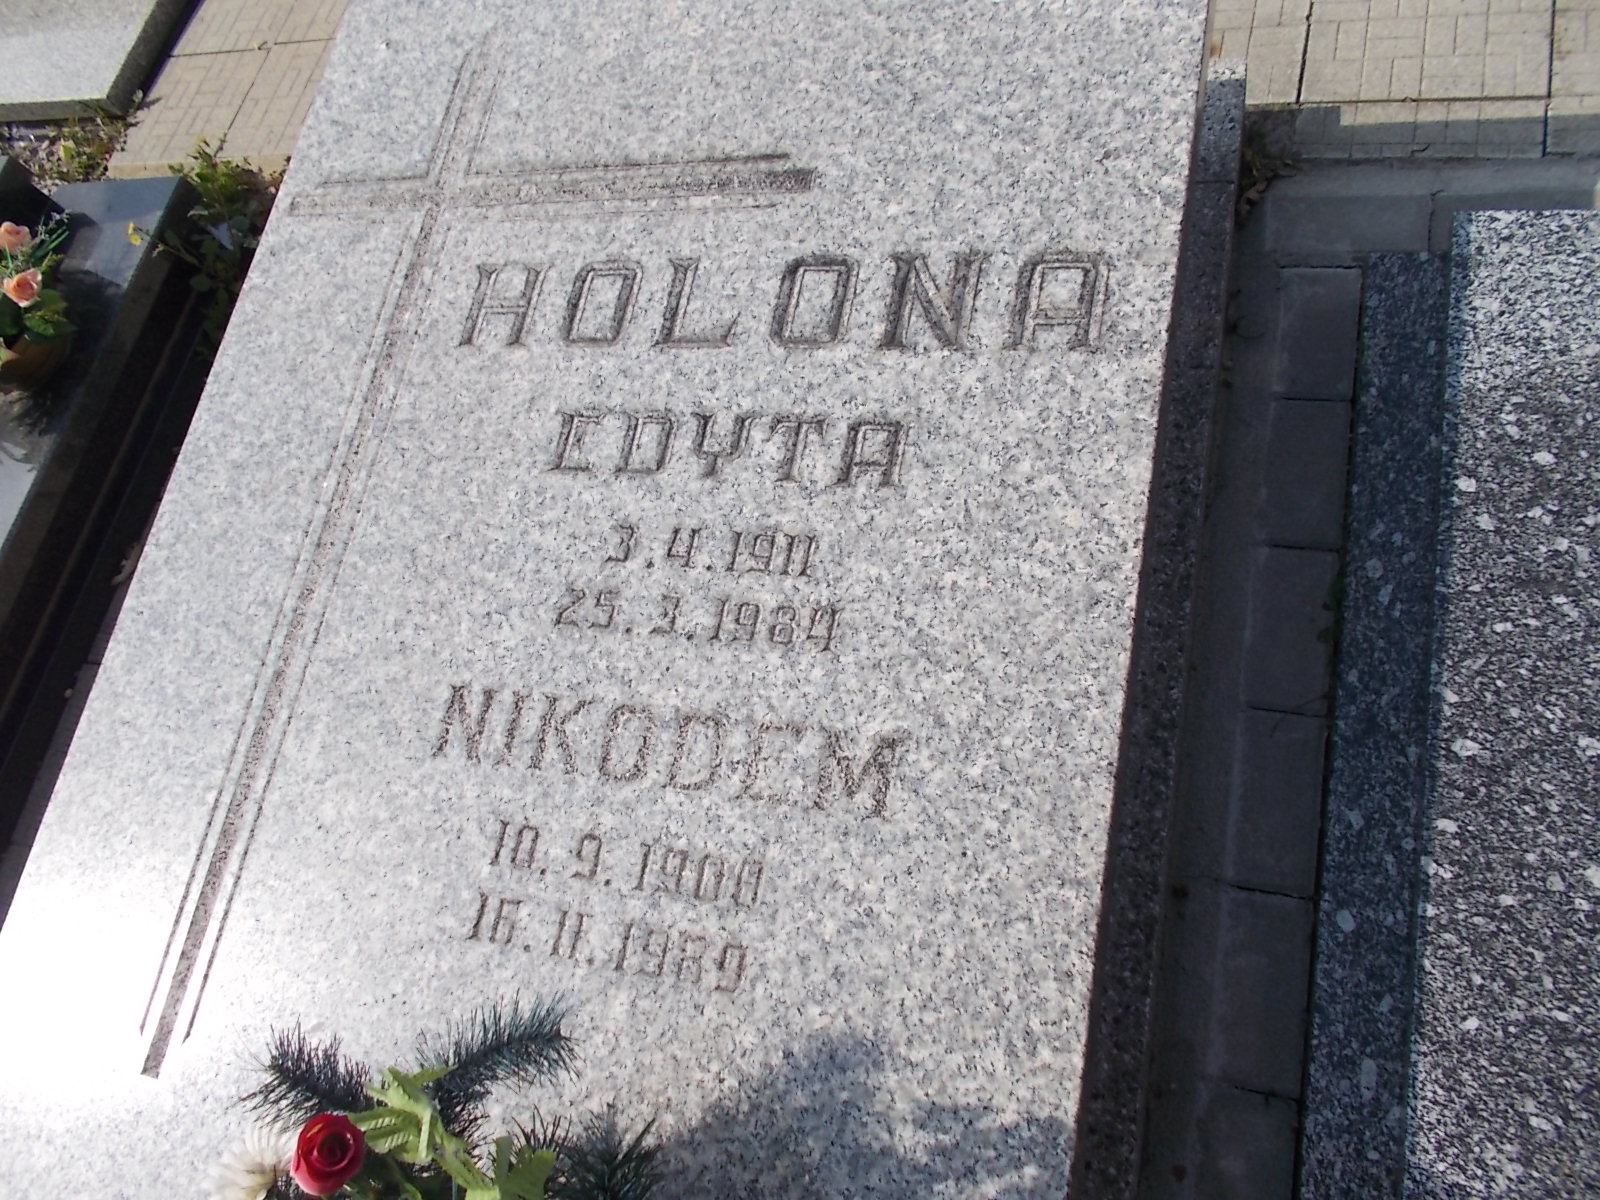 HOLONA
EDYTA
3.4.1911
25.3.1984
NIKODEM
10.9.1908
16.11.1989